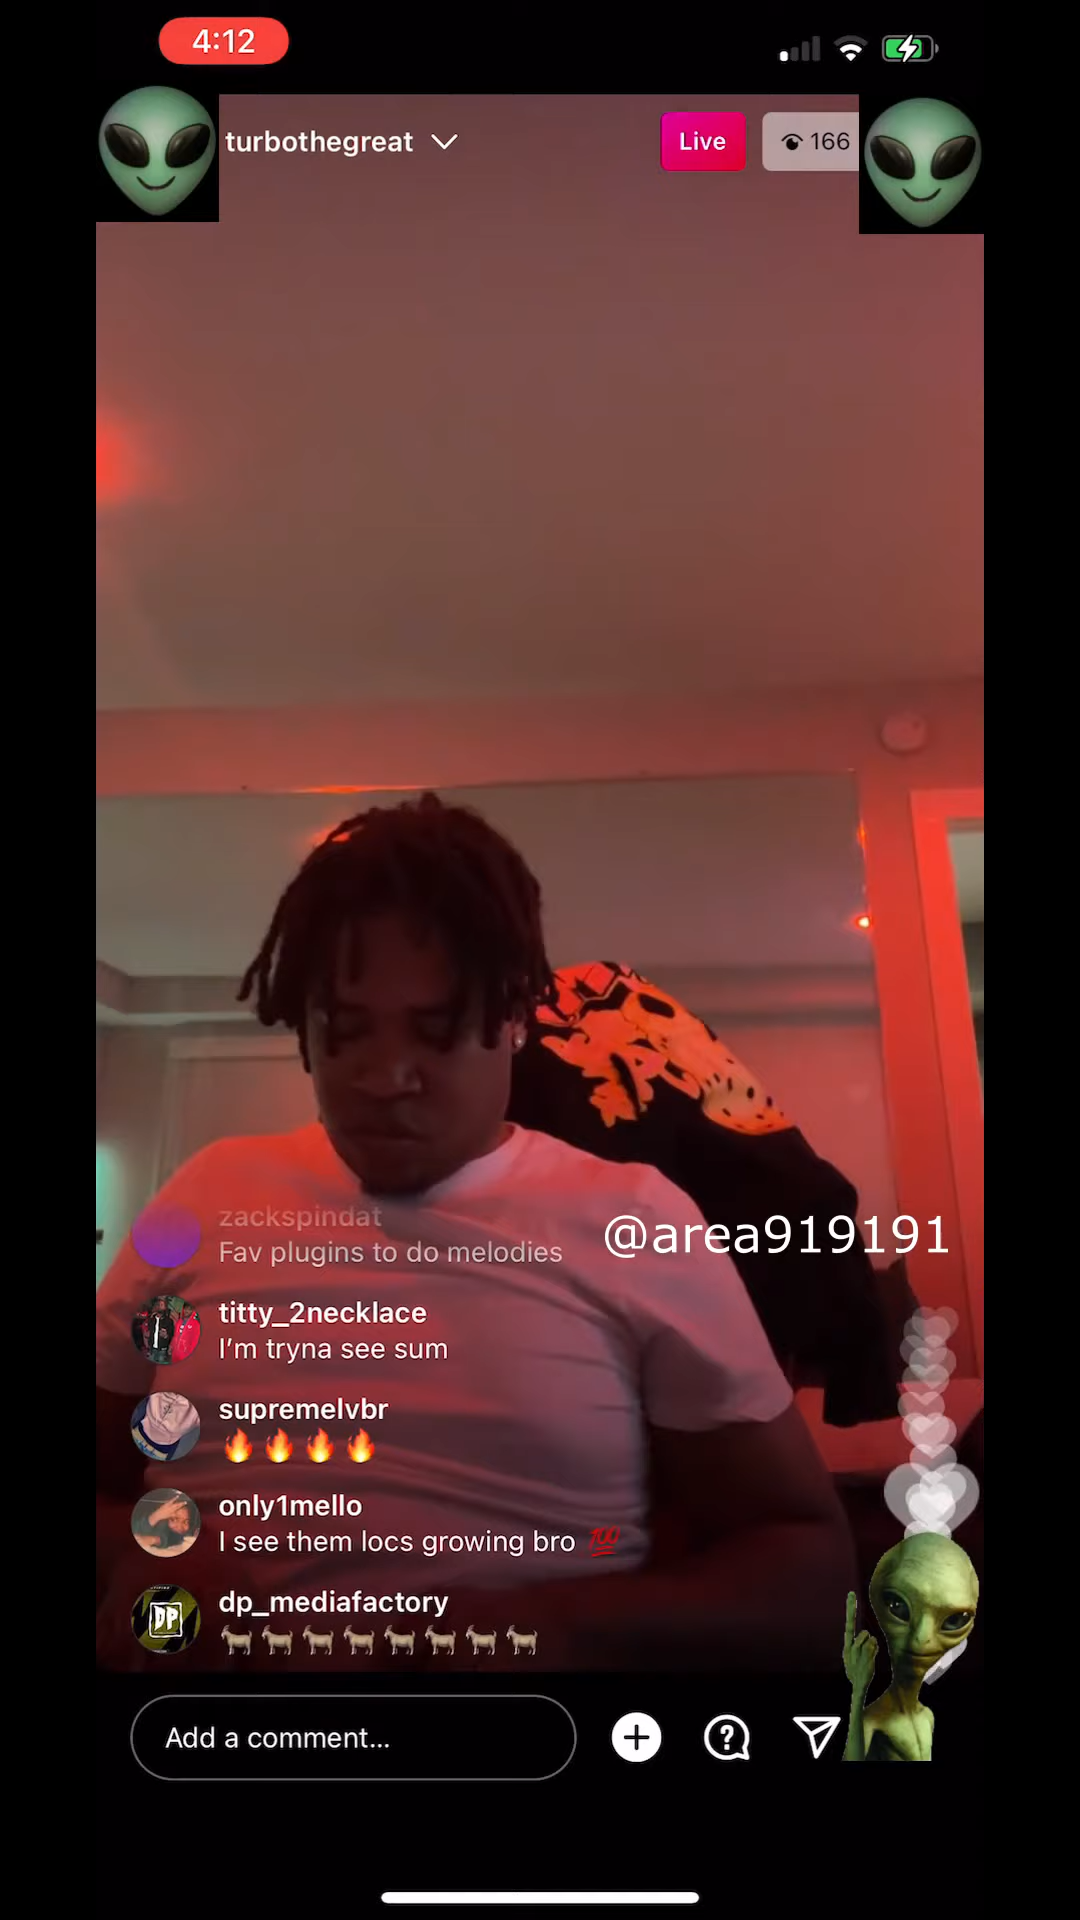 4:12
turbothegreat
Live
166
zackspindat
Fav plugins to do melodies
@area919191
titty_2necklace
I'm tryna see sum
supremelvbr
🔥🔥🔥🔥
only1mello
I see them locs growing bro 💯
dp_mediafactory
🐐🐐🐐🐐🐐🐐🐐🐐
DP
Add a comment...